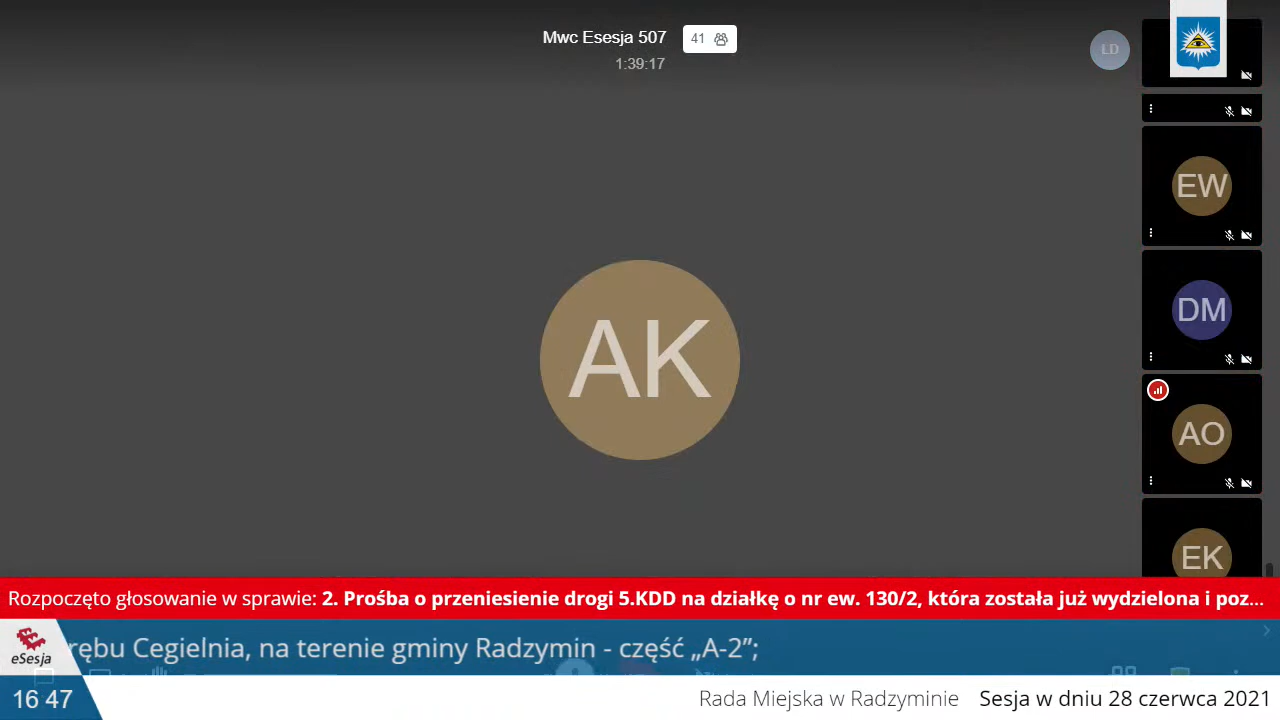 Mwc Esesja 507
41
1:39:17
LD
EW
DM
AK
AO
EK
Rozpoczęto głosowanie w sprawie: 2. Prośba o przeniesienie drogi 5.KDD na działkę o nr ew. 130/2, która została już wydzielona i poz...
rębu Cegielnia, na terenie gminy Radzymin - część „A-2”;
eSesja
16 47
Rada Miejska w Radzyminie Sesja w dniu 28 czerwca 2021